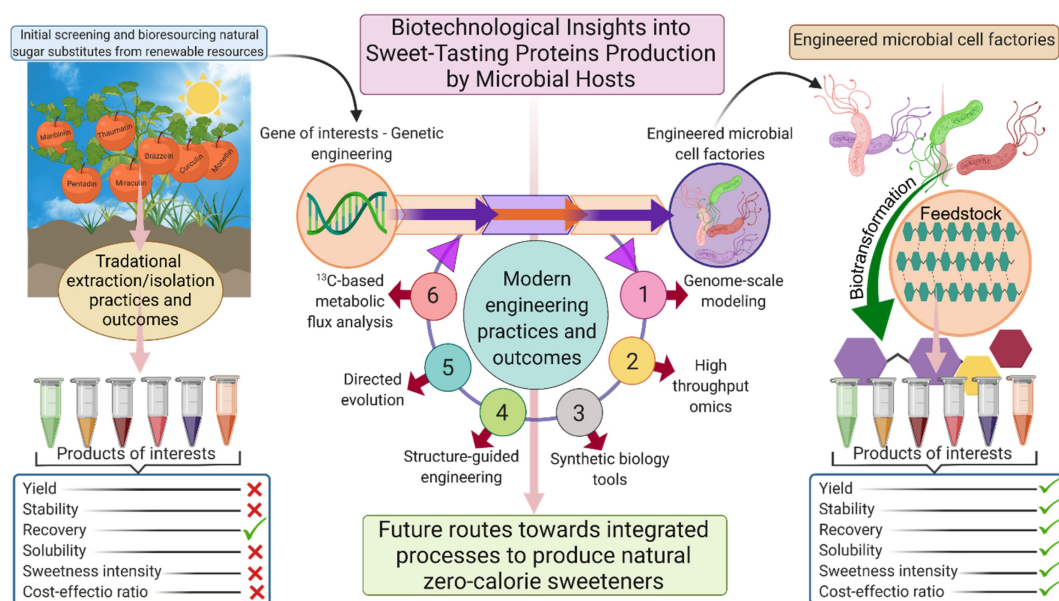 Initial screening and bioresourcing natural
sugar substitutes from renewable resources
Manbiniln
Thaumatin
Brazzein
Curculin
Monellin
Pentadin
Miraculin
Tradational
extraction/isolation
practices and
outcomes
Products of interests
Yield
Stability
Recovery
Solubility
Sweetness intensity
Cost-effectio ratio
Biotechnological Insights into
Sweet-Tasting Proteins Production
by Microbial Hosts
Gene of interests - Genetic
engineering
Engineered microbial
cell factories
Modern
engineering
practices and
outcomes
1
Genome-scale
modeling
2
High
throughput
omics
3
Synthetic biology
tools
4
Structure-guided
engineering
5
Directed
evolution
6
¹³C-based
metabolic
flux analysis
Future routes towards integrated
processes to produce natural
zero-calorie sweeteners
Engineered microbial cell factories
Biotransformation
Feedstock
Products of interests
Yield
Stability
Recovery
Solubility
Sweetness intensity
Cost-effectio ratio